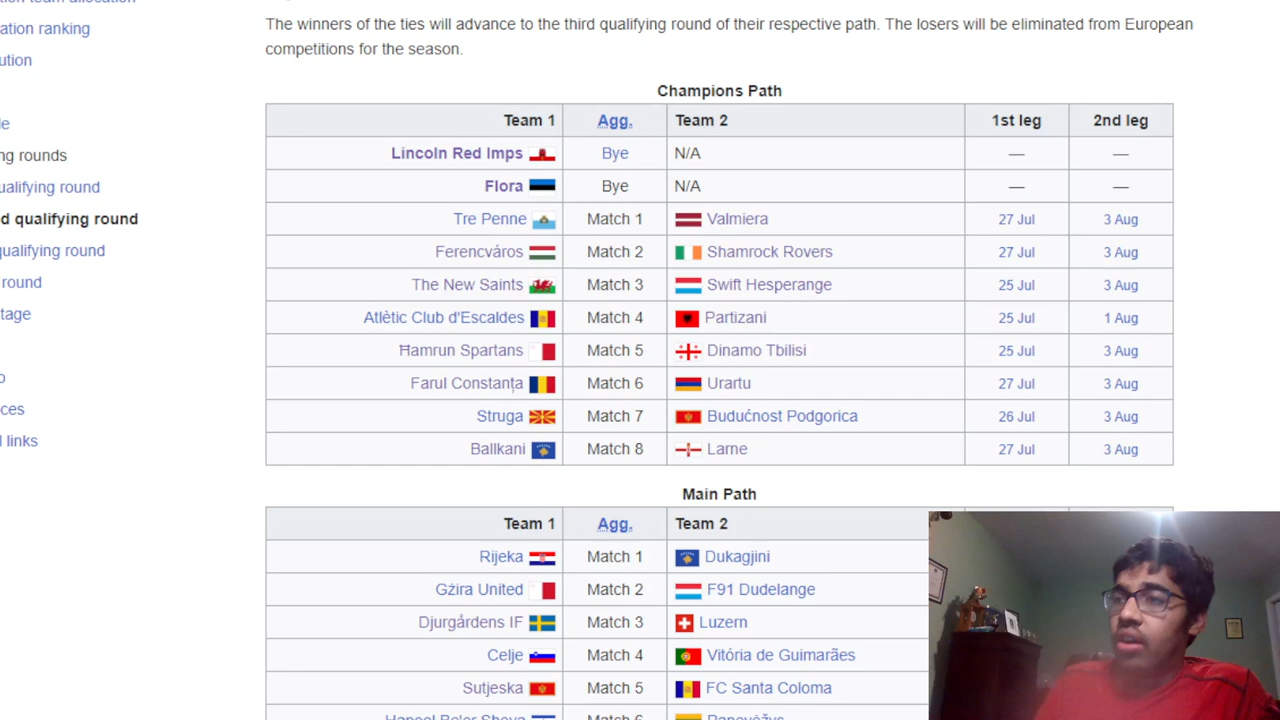 ation ranking
ution
le
ng rounds
ualifying round
d qualifying round
qualifying round
round
tage
o
ces
l links
The winners of the ties will advance to the third qualifying round of their respective path. The losers will be eliminated from European
competitions for the season.
Champions Path
Team 1 Agg. Team 2 1st leg 2nd leg
Lincoln Red Imps Bye N/A — —
Flora Bye N/A — —
Tre Penne Match 1 Valmiera 27 Jul 3 Aug
Ferencváros Match 2 Shamrock Rovers 27 Jul 3 Aug
The New Saints Match 3 Swift Hesperange 25 Jul 3 Aug
Atlètic Club d'Escaldes Match 4 Partizani 25 Jul 1 Aug
Ħamrun Spartans Match 5 Dinamo Tbilisi 25 Jul 3 Aug
Farul Constanța Match 6 Urartu 27 Jul 3 Aug
Struga Match 7 Budućnost Podgorica 26 Jul 3 Aug
Ballkani Match 8 Larne 27 Jul 3 Aug
Main Path
Team 1 Agg. Team 2
Rijeka Match 1 Dukagjini
Gżira United Match 2 F91 Dudelange
Djurgårdens IF Match 3 Luzern
Celje Match 4 Vitória de Guimarães
Sutjeska Match 5 FC Santa Coloma
Hapoel Be'er Sheva Match 6 Panevėžys